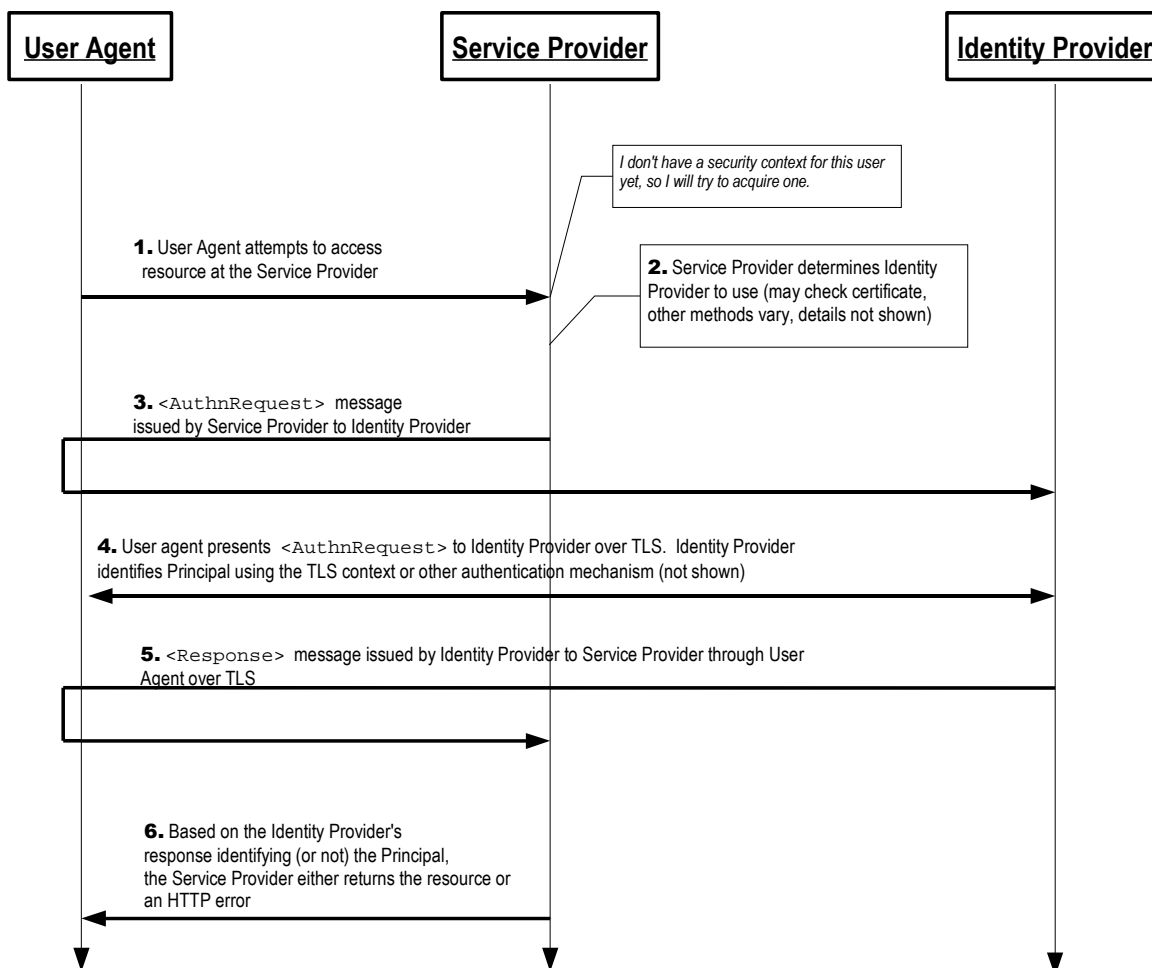 User Agent
Service Provider
Identity Provider
I don't have a security context for this user
yet, so I will try to acquire one.
1. User Agent attempts to access
resource at the Service Provider
2. Service Provider determines Identity
Provider to use (may check certificate,
other methods vary, details not shown)
3. <AuthnRequest> message
issued by Service Provider to Identity Provider
4. User agent presents <AuthnRequest> to Identity Provider over TLS. Identity Provider
identifies Principal using the TLS context or other authentication mechanism (not shown)
5. <Response> message issued by Identity Provider to Service Provider through User
Agent over TLS
6. Based on the Identity Provider's
response identifying (or not) the Principal,
the Service Provider either returns the resource or
an HTTP error